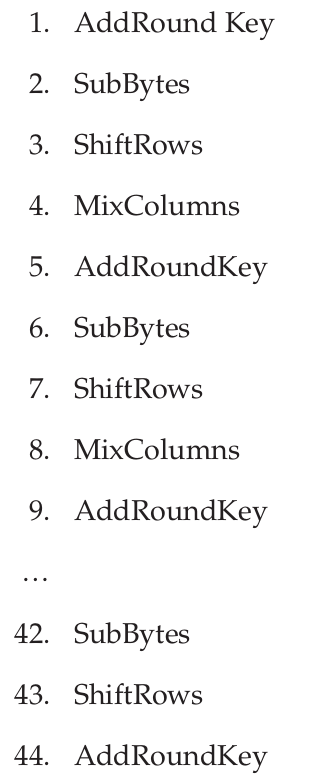 1. AddRound Key
2. SubBytes
3. ShiftRows
4. MixColumns
5. AddRoundKey
6. SubBytes
7. ShiftRows
8. MixColumns
9. AddRoundKey
…
42. SubBytes
43. ShiftRows
44. AddRoundKey